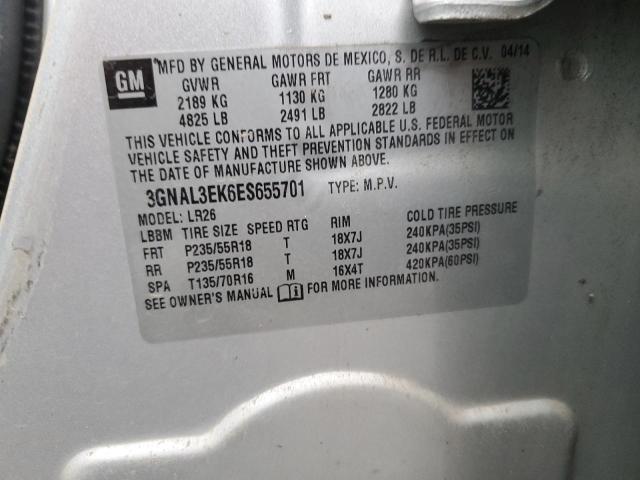 GM
MFD BY GENERAL MOTORS DE MEXICO, S. DE R.L. DE C.V. 04/14
GVWR GAWR FRT GAWR RR
2189 KG 1130 KG 1280 KG
4825 LB 2491 LB 2822 LB
THIS VEHICLE CONFORMS TO ALL APPLICABLE U.S. FEDERAL MOTOR
VEHICLE SAFETY AND THEFT PREVENTION STANDARDS IN EFFECT ON
THE DATE OF MANUFACTURE SHOWN ABOVE.
3GNAL3EK6ES655701 TYPE: M.P.V.
MODEL: LR26
LBBM TIRE SIZE SPEED RTG RIM COLD TIRE PRESSURE
FRT P235/55R18 T 18X7J 240KPA(35PSI)
RR P235/55R18 T 18X7J 240KPA(35PSI)
SPA T135/70R16 M 16X4T 420KPA(60PSI)
SEE OWNER'S MANUAL FOR MORE INFORMATION.